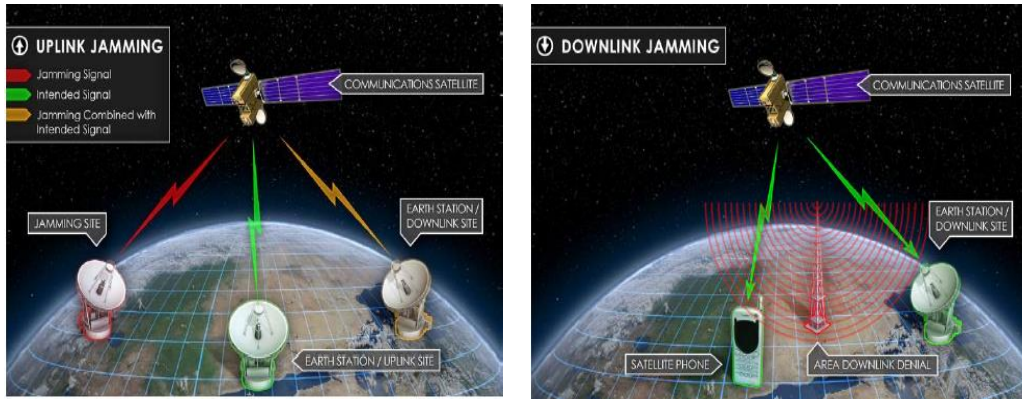 UPLINK JAMMING
Jamming Signal
Intended Signal
Jamming Combined with
Intended Signal
COMMUNICATIONS SATELLITE
JAMMING SITE
EARTH STATION /
DOWNLINK SITE
EARTH STATION / UPLINK SITE
DOWNLINK JAMMING
COMMUNICATIONS SATELLITE
EARTH STATION /
DOWNLINK SITE
SATELLITE PHONE
AREA DOWNLINK DENIAL